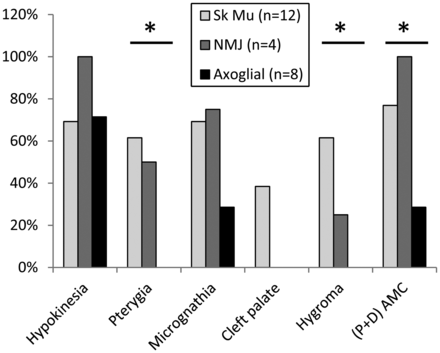 Sk Mu (n=12)
NMJ (n=4)
Axoglial (n=8)
*
*
*
120%
100%
80%
60%
40%
20%
0%
Hypokinesia
Pterygia
Micrognathia
Cleft palate
Hygroma
(P+D) AMC